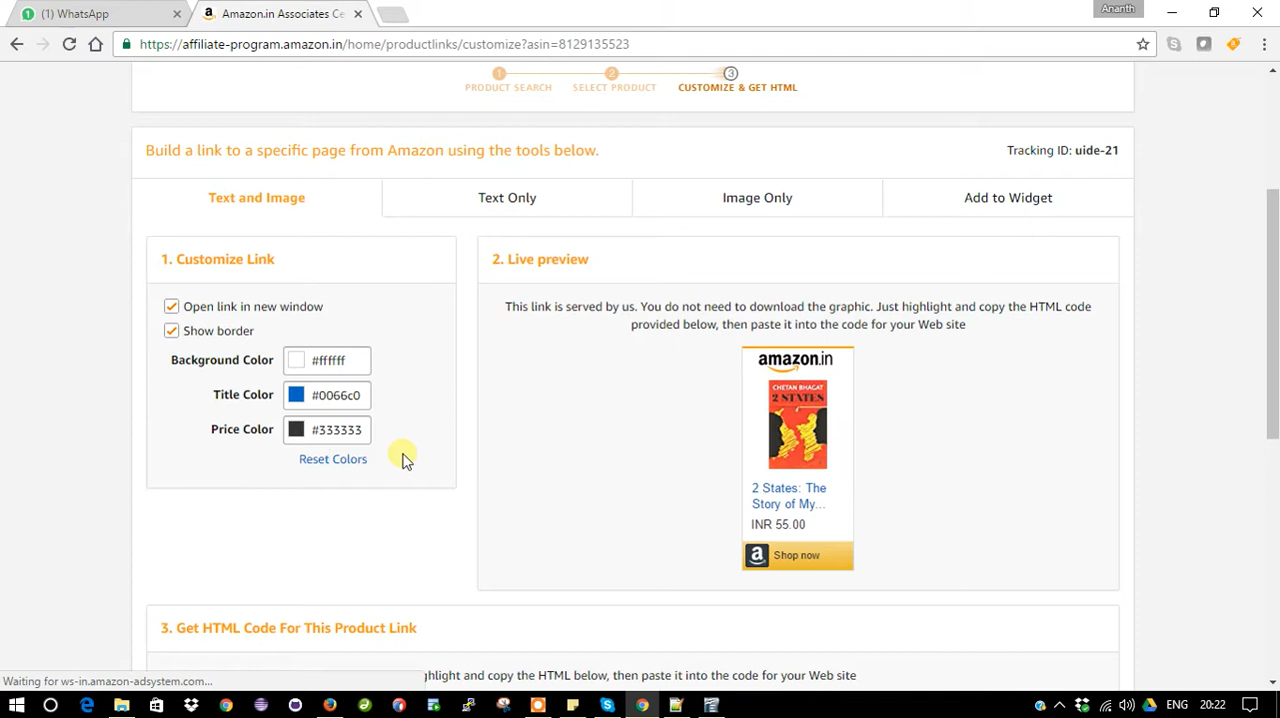 (1) WhatsApp
Amazon.in Associates Ce
Ananth
https://affiliate-program.amazon.in/home/productlinks/customize?asin=8129135523
1 2 3
PRODUCT SEARCH SELECT PRODUCT CUSTOMIZE & GET HTML
Build a link to a specific page from Amazon using the tools below.
Tracking ID: uide-21
Text and Image
Text Only
Image Only
Add to Widget
1. Customize Link
Open link in new window
Show border
Background Color #ffffff
Title Color #0066c0
Price Color #333333
Reset Colors
2. Live preview
This link is served by us. You do not need to download the graphic. Just highlight and copy the HTML code
provided below, then paste it into the code for your Web site
amazon.in
CHETAN BHAGAT
2 STATES
2 States: The
Story of My...
INR 55.00
a Shop now
3. Get HTML Code For This Product Link
ghlight and copy the HTML below, then paste it into the code for your Web site
Waiting for ws-in.amazon-adsystem.com...
ENG 20:22